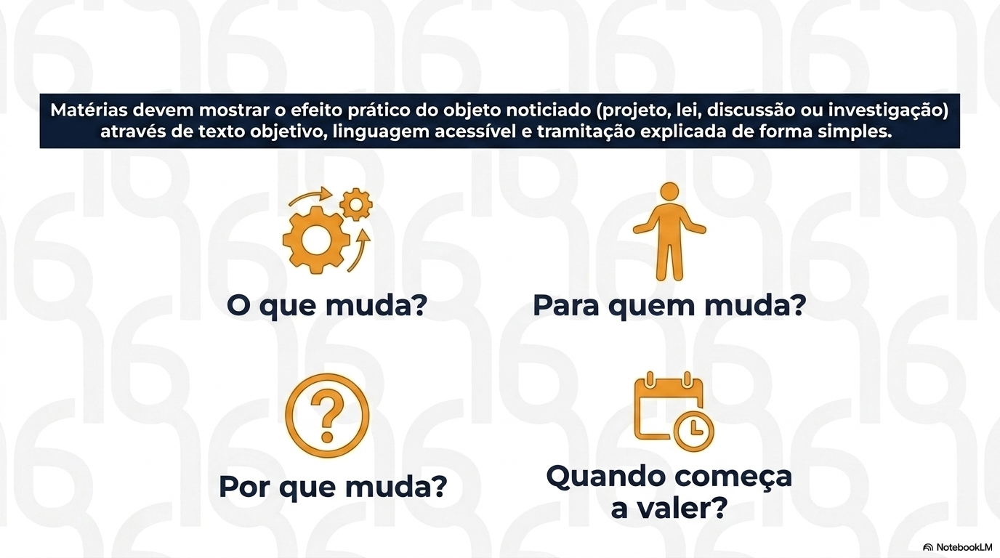 Matérias devem mostrar o efeito prático do objeto noticiado (projeto, lei, discussão ou investigação)
através de texto objetivo, linguagem acessível e tramitação explicada de forma simples.
O que muda?
Para quem muda?
Por que muda?
Quando começa
a valer?
NotebookLM